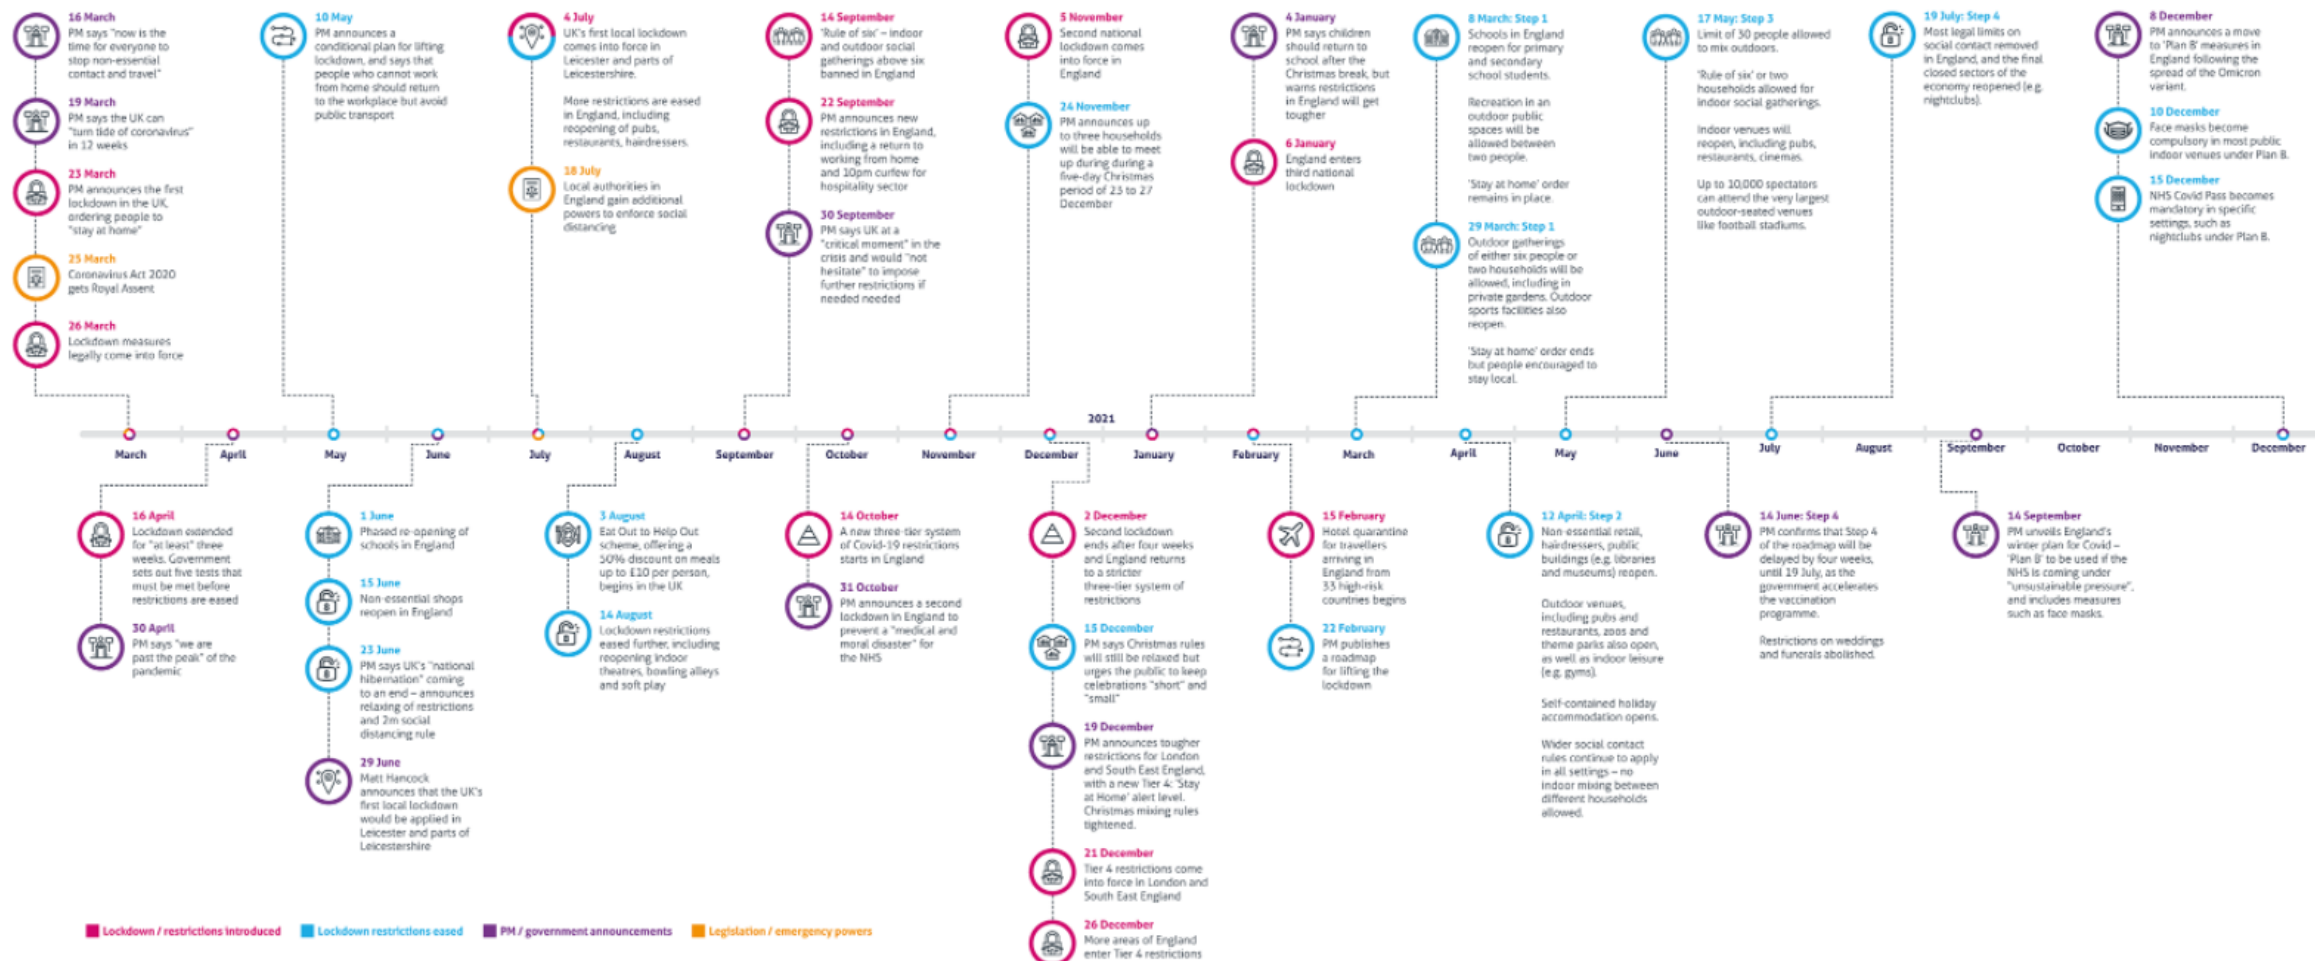 16 March
PM says "now is the
time for everyone to
stop non-essential
contact and travel"
19 March
PM says the UK can
"turn tide of coronavirus"
in 12 weeks
23 March
PM announces the first
lockdown in the UK,
ordering people to
"stay at home"
25 March
Coronavirus Act 2020
gets Royal Assent
26 March
Lockdown measures
legally come into force
10 May
PM announces a
conditional plan for lifting
lockdown, and says that
people who cannot work
from home should return
to the workplace but avoid
public transport
4 July
UK's first local lockdown
comes into force in
Leicester and parts of
Leicestershire.
More restrictions are eased
in England, including
reopening of pubs,
restaurants, hairdressers.
18 July
Local authorities in
England gain additional
powers to enforce social
distancing
14 September
'Rule of six' – indoor
and outdoor social
gatherings above six
banned in England
22 September
PM announces new
restrictions in England,
including a return to
working from home
and 10pm curfew for
hospitality sector
30 September
PM says UK at a
"critical moment" in the
crisis and would "not
hesitate" to impose
further restrictions if
needed needed
5 November
Second national
lockdown comes
into force in
England
24 November
PM announces up
to three households
will be able to meet
up during during a
five-day Christmas
period of 23 to 27
December
4 January
PM says children
should return to
school after the
Christmas break, but
warns restrictions
in England will get
tougher
6 January
England enters
third national
lockdown
8 March: Step 1
Schools in England
reopen for primary
and secondary
school students.
Recreation in an
outdoor public
spaces will be
allowed between
two people.
'Stay at home' order
remains in place.
29 March: Step 1
Outdoor gatherings
of either six people or
two households will be
allowed, including in
private gardens. Outdoor
sports facilities also
reopen.
'Stay at home' order ends
but people encouraged to
stay local.
17 May: Step 3
Limit of 30 people allowed
to mix outdoors.
'Rule of six' or two
households allowed for
indoor social gatherings.
Indoor venues will
reopen, including pubs,
restaurants, cinemas.
Up to 10,000 spectators
can attend the very largest
outdoor-seated venues
like football stadiums.
19 July: Step 4
Most legal limits on
social contact removed
in England, and the final
closed sectors of the
economy reopened (e.g.
nightclubs).
8 December
PM announces a move
to 'Plan B' measures in
England following the
spread of the Omicron
variant.
10 December
Face masks become
compulsory in most public
indoor venues under Plan B.
15 December
NHS Covid Pass becomes
mandatory in specific
settings, such as
nightclubs under Plan B.
2021
March April May June July August September October November December January February March April May June July August September October November December
16 April
Lockdown extended
for "at least" three
weeks. Government
sets out five tests that
must be met before
restrictions are eased
30 April
PM says "we are
past the peak" of the
pandemic
1 June
Phased re-opening of
schools in England
15 June
Non-essential shops
reopen in England
23 June
PM says UK's "national
hibernation" coming
to an end – announces
relaxing of restrictions
and 2m social
distancing rule
29 June
Matt Hancock
announces that the UK's
first local lockdown
would be applied in
Leicester and parts of
Leicestershire
3 August
Eat Out to Help Out
scheme, offering a
50% discount on meals
up to £10 per person,
begins in the UK
14 August
Lockdown restrictions
eased further, including
reopening indoor
theatres, bowling alleys
and soft play
14 October
A new three-tier system
of Covid-19 restrictions
starts in England
31 October
PM announces a second
lockdown in England to
prevent a "medical and
moral disaster" for
the NHS
2 December
Second lockdown
ends after four weeks
and England returns
to a stricter
three-tier system of
restrictions
15 December
PM says Christmas rules
will still be relaxed but
urges the public to keep
celebrations "short" and
"small"
19 December
PM announces tougher
restrictions for London
and South East England,
with a new Tier 4: 'Stay
at Home' alert level.
Christmas mixing rules
tightened.
21 December
Tier 4 restrictions come
into force in London and
South East England
26 December
More areas of England
enter Tier 4 restrictions
15 February
Hotel quarantine
for travellers
arriving in
England from
33 high-risk
countries begins
22 February
PM publishes
a roadmap
for lifting the
lockdown
12 April: Step 2
Non-essential retail,
hairdressers, public
buildings (e.g. libraries
and museums) reopen.
Outdoor venues,
including pubs and
restaurants, zoos and
theme parks also open,
as well as indoor leisure
(e.g. gyms).
Self-contained holiday
accommodation opens.
Wider social contact
rules continue to apply
in all settings – no
indoor mixing between
different households
allowed.
14 June: Step 4
PM confirms that Step 4
of the roadmap will be
delayed by four weeks,
until 19 July, as the
government accelerates
the vaccination
programme.
Restrictions on weddings
and funerals abolished.
14 September
PM unveils England's
winter plan for Covid –
'Plan B' to be used if the
NHS is coming under
"unsustainable pressure",
and includes measures
such as face masks.
Lockdown / restrictions introduced
Lockdown restrictions eased
PM / government announcements
Legislation / emergency powers